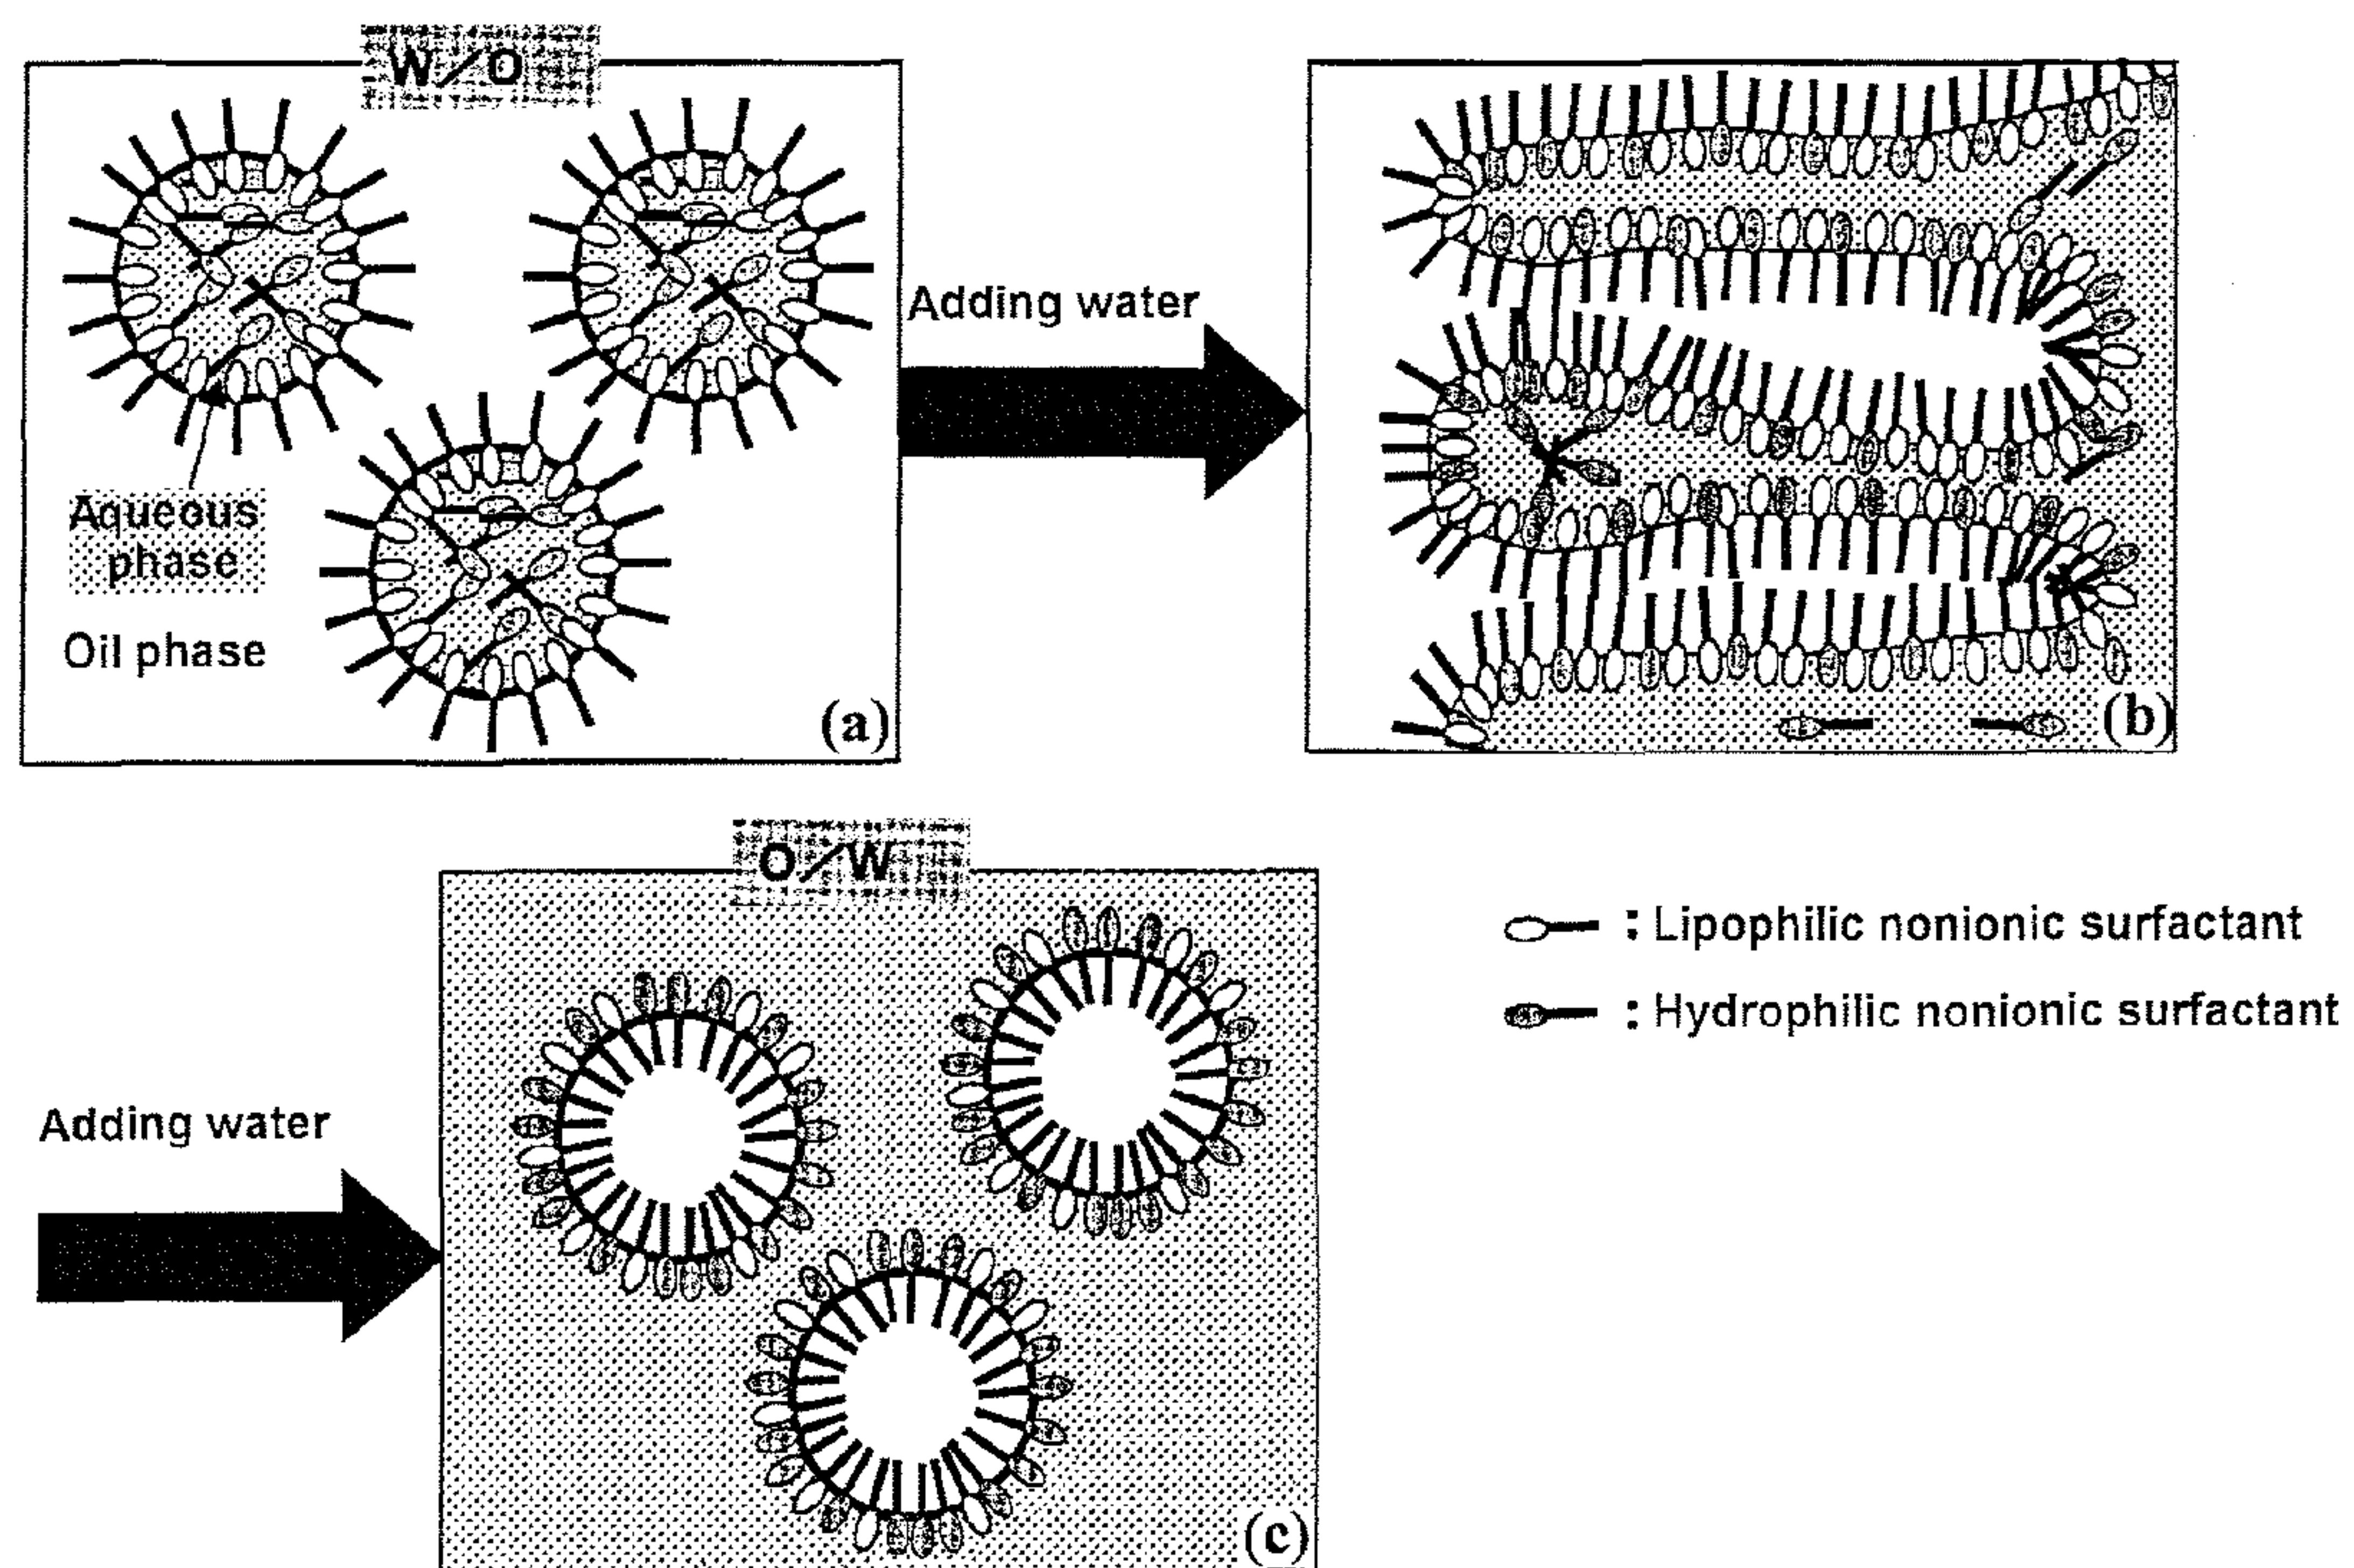 W/O
Adding water
Aqueous
phase
Oil phase
(a)
(b)
O/W
: Lipophilic nonionic surfactant
: Hydrophilic nonionic surfactant
Adding water
(c)